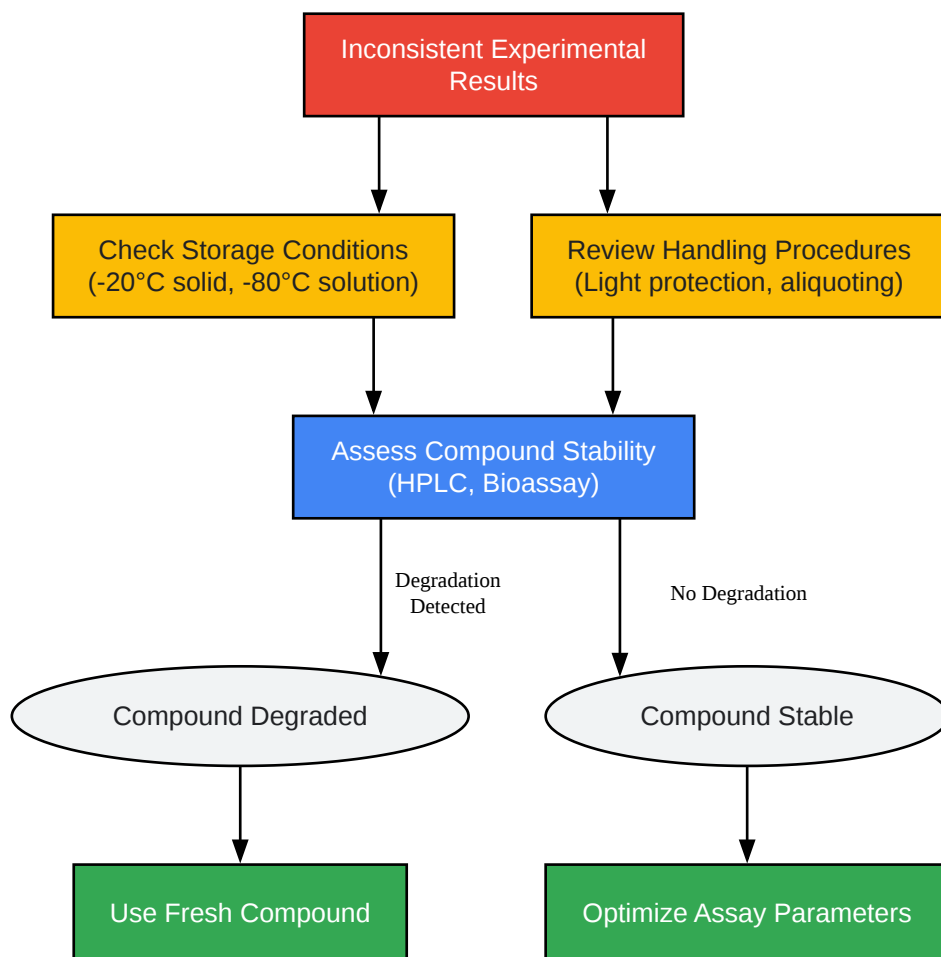 Inconsistent Experimental
Results
Check Storage Conditions
(-20°C solid, -80°C solution)
Review Handling Procedures
(Light protection, aliquoting)
Assess Compound Stability
(HPLC, Bioassay)
Degradation
Detected
No Degradation
Compound Degraded
Compound Stable
Use Fresh Compound
Optimize Assay Parameters